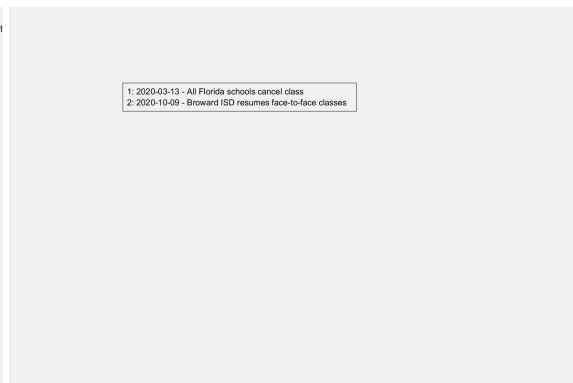 1: 2020-03-13 - All Florida schools cancel class
2: 2020-10-09 - Broward ISD resumes face-to-face classes